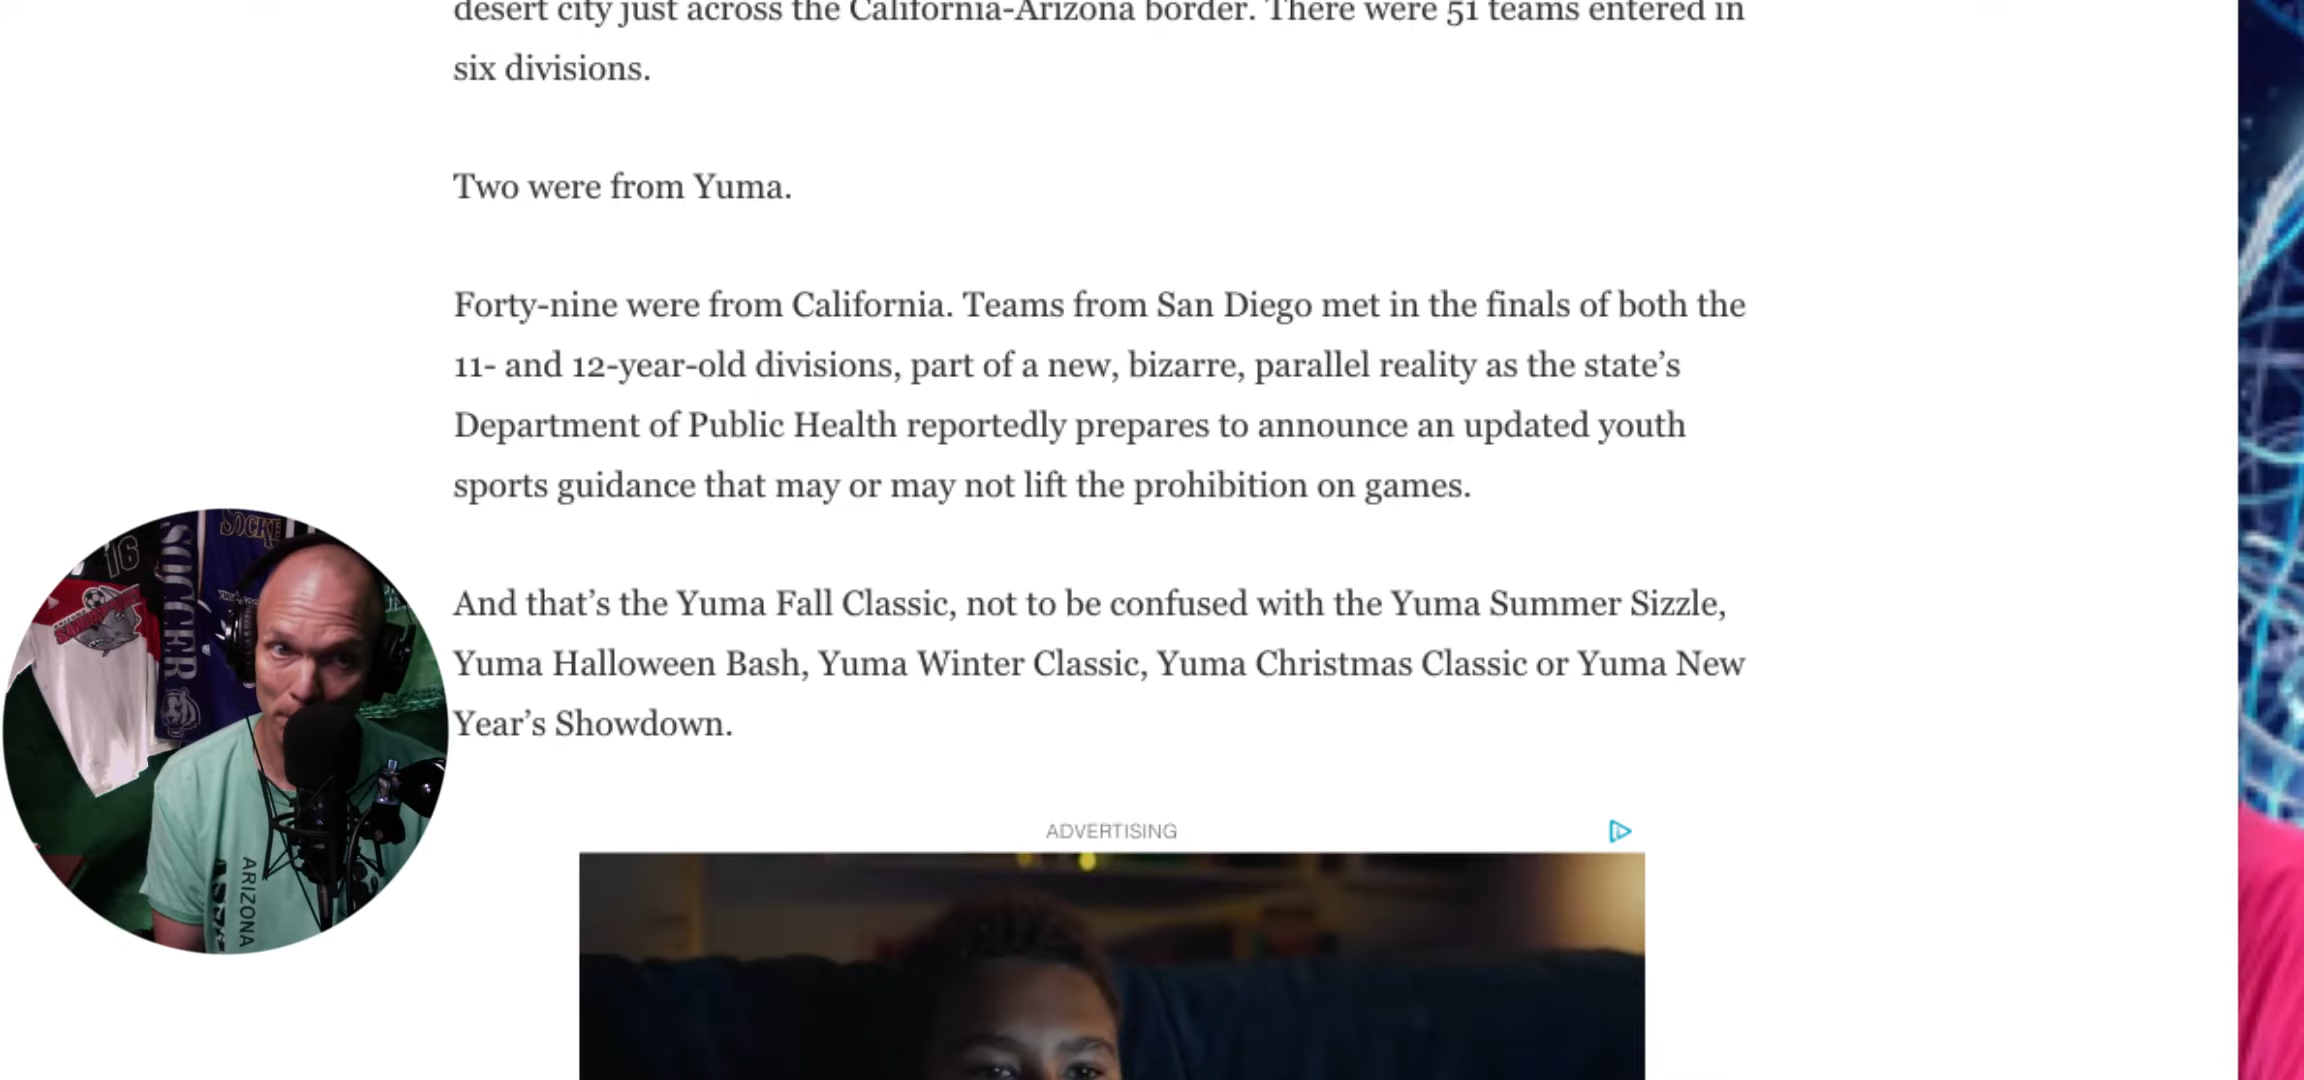 desert city just across the California-Arizona border. There were 51 teams entered in
six divisions.
Two were from Yuma.
Forty-nine were from California. Teams from San Diego met in the finals of both the
11- and 12-year-old divisions, part of a new, bizarre, parallel reality as the state’s
Department of Public Health reportedly prepares to announce an updated youth
sports guidance that may or may not lift the prohibition on games.
And that’s the Yuma Fall Classic, not to be confused with the Yuma Summer Sizzle,
Yuma Halloween Bash, Yuma Winter Classic, Yuma Christmas Classic or Yuma New
Year’s Showdown.
ADVERTISING
16
SOCCER
ARIZONA